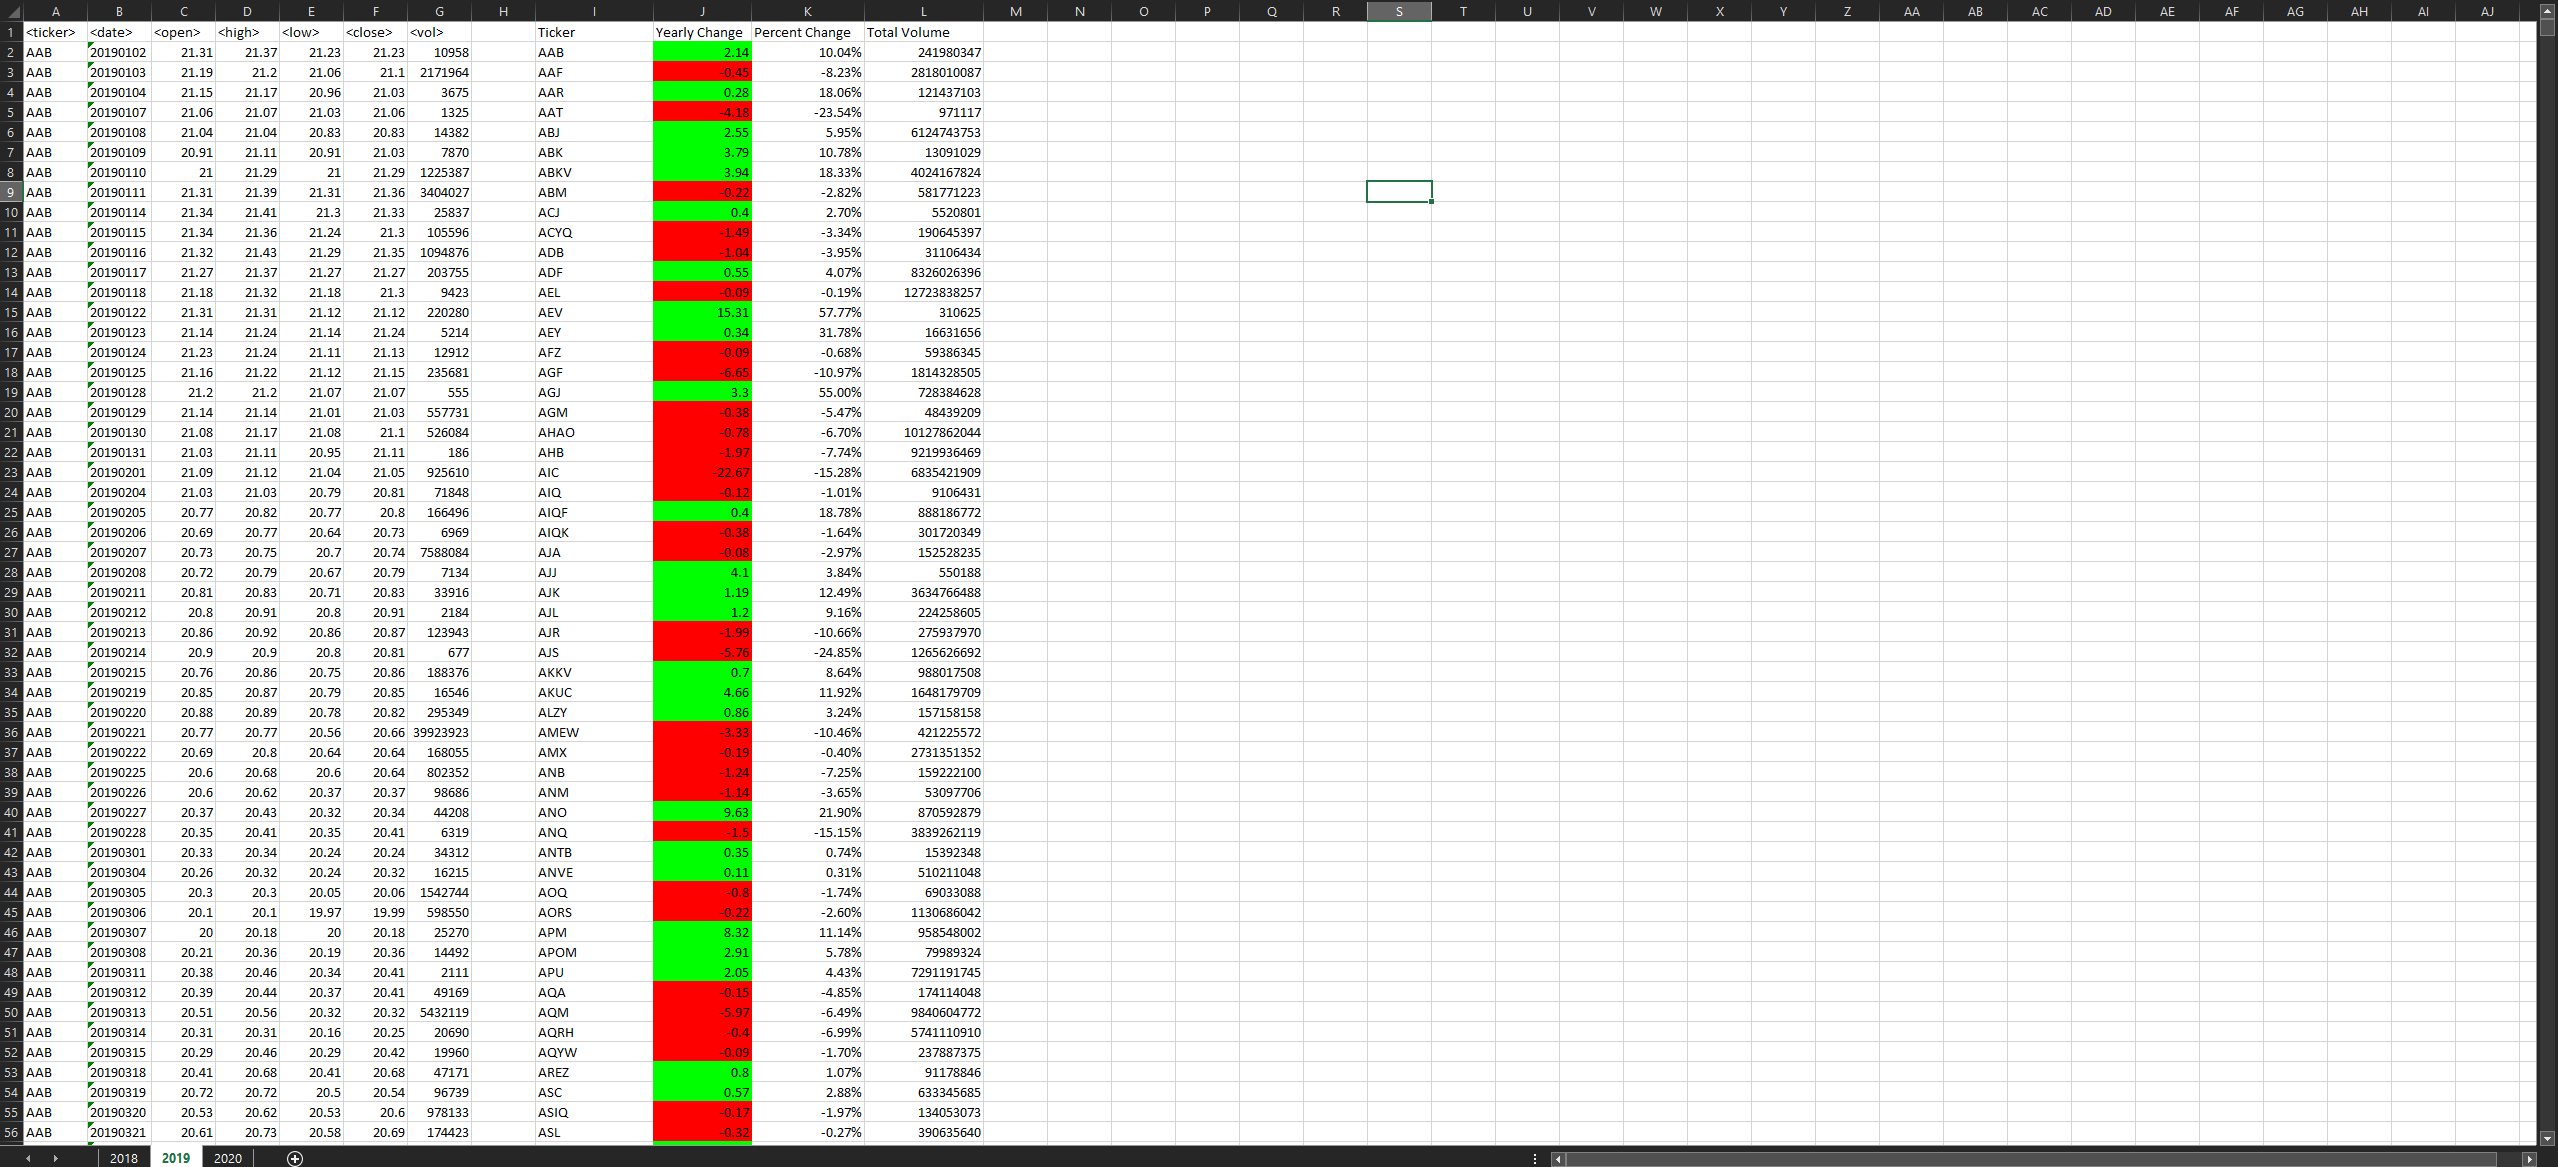 A B C D E F G H I J K L M N O P Q R S T U V W X Y Z AA AB AC AD AE AF AG AH AI AJ
1 <ticker> <date> <open> <high> <low> <close> <vol> Ticker Yearly Change Percent Change Total Volume
2 AAB 20190102 21.31 21.37 21.23 21.23 10958 AAB 2.14 10.04% 241980347
3 AAB 20190103 21.19 21.2 21.06 21.1 2171964 AAF -0.45 -8.23% 2818010087
4 AAB 20190104 21.15 21.17 20.96 21.03 3675 AAR 0.28 18.06% 121437103
5 AAB 20190107 21.06 21.07 21.03 21.06 1325 AAT -4.18 -23.54% 971117
6 AAB 20190108 21.04 21.04 20.83 20.83 14382 ABJ 2.55 5.95% 6124743753
7 AAB 20190109 20.91 21.11 20.91 21.03 7870 ABK 3.79 10.78% 13091029
8 AAB 20190110 21 21.29 21 21.29 1225387 ABKV 3.94 18.33% 4024167824
9 AAB 20190111 21.31 21.39 21.31 21.36 3404027 ABM -0.22 -2.82% 581771223
10 AAB 20190114 21.34 21.41 21.3 21.33 25837 ACJ 0.4 2.70% 5520801
11 AAB 20190115 21.34 21.36 21.24 21.3 105596 ACYQ -1.49 -3.34% 190645397
12 AAB 20190116 21.32 21.43 21.29 21.35 1094876 ADB -1.04 -3.95% 31106434
13 AAB 20190117 21.27 21.37 21.27 21.27 203755 ADF 0.55 4.07% 8326026396
14 AAB 20190118 21.18 21.32 21.18 21.3 9423 AEL -0.09 -0.19% 12723838257
15 AAB 20190122 21.31 21.31 21.12 21.12 220280 AEV 15.31 57.77% 310625
16 AAB 20190123 21.14 21.24 21.14 21.24 5214 AEY 0.34 31.78% 16631656
17 AAB 20190124 21.23 21.24 21.11 21.13 12912 AFZ -0.09 -0.68% 59386345
18 AAB 20190125 21.16 21.22 21.12 21.15 235681 AGF -6.65 -10.97% 1814328505
19 AAB 20190128 21.2 21.2 21.07 21.07 555 AGJ 3.3 55.00% 728384628
20 AAB 20190129 21.14 21.14 21.01 21.03 557731 AGM -0.38 -5.47% 48439209
21 AAB 20190130 21.08 21.17 21.08 21.1 526084 AHAO -0.78 -6.70% 10127862044
22 AAB 20190131 21.03 21.11 20.95 21.11 186 AHB -1.97 -7.74% 9219936469
23 AAB 20190201 21.09 21.12 21.04 21.05 925610 AIC -22.67 -15.28% 6835421909
24 AAB 20190204 21.03 21.03 20.79 20.81 71848 AIQ -0.12 -1.01% 9106431
25 AAB 20190205 20.77 20.82 20.77 20.8 166496 AIQF 0.4 18.78% 888186772
26 AAB 20190206 20.69 20.77 20.64 20.73 6969 AIQK -0.38 -1.64% 301720349
27 AAB 20190207 20.73 20.75 20.7 20.74 7588084 AJA -0.08 -2.97% 152528235
28 AAB 20190208 20.72 20.79 20.67 20.79 7134 AJJ 4.1 3.84% 550188
29 AAB 20190211 20.81 20.83 20.71 20.83 33916 AJK 1.19 12.49% 3634766488
30 AAB 20190212 20.8 20.91 20.8 20.91 2184 AJL 1.2 9.16% 224258605
31 AAB 20190213 20.86 20.92 20.86 20.87 123943 AJR -1.99 -10.66% 275937970
32 AAB 20190214 20.9 20.9 20.8 20.81 677 AJS -5.76 -24.85% 1265626692
33 AAB 20190215 20.76 20.86 20.75 20.86 188376 AKKV 0.7 8.64% 988017508
34 AAB 20190219 20.85 20.87 20.79 20.85 16546 AKUC 4.66 11.92% 1648179709
35 AAB 20190220 20.88 20.89 20.78 20.82 295349 ALZY 0.86 3.24% 157158158
36 AAB 20190221 20.77 20.77 20.56 20.66 39923923 AMEW -3.33 -10.46% 421225572
37 AAB 20190222 20.69 20.8 20.64 20.64 168055 AMX -0.19 -0.40% 2731351352
38 AAB 20190225 20.6 20.68 20.6 20.64 802352 ANB -1.24 -7.25% 159222100
39 AAB 20190226 20.6 20.62 20.37 20.37 98686 ANM -1.14 -3.65% 53097706
40 AAB 20190227 20.37 20.43 20.32 20.34 44208 ANO 9.63 21.90% 870592879
41 AAB 20190228 20.35 20.41 20.35 20.41 6319 ANQ -1.5 -15.15% 3839262119
42 AAB 20190301 20.33 20.34 20.24 20.24 34312 ANTB 0.35 0.74% 15392348
43 AAB 20190304 20.26 20.32 20.24 20.32 16215 ANVE 0.11 0.31% 510211048
44 AAB 20190305 20.3 20.3 20.05 20.06 1542744 AOQ -0.8 -1.74% 69033088
45 AAB 20190306 20.1 20.1 19.97 19.99 598550 AORS -0.22 -2.60% 1130686042
46 AAB 20190307 20 20.18 20 20.18 25270 APM 8.32 11.14% 958548002
47 AAB 20190308 20.21 20.36 20.19 20.36 14492 APOM 2.91 5.78% 79989324
48 AAB 20190311 20.38 20.46 20.34 20.41 2111 APU 2.05 4.43% 7291191745
49 AAB 20190312 20.39 20.44 20.37 20.41 49169 AQA -0.15 -4.85% 174114048
50 AAB 20190313 20.51 20.56 20.32 20.32 5432119 AQM -5.97 -6.49% 9840604772
51 AAB 20190314 20.31 20.31 20.16 20.25 20690 AQRH -0.4 -6.99% 5741110910
52 AAB 20190315 20.29 20.46 20.29 20.42 19960 AQYW -0.09 -1.70% 237887375
53 AAB 20190318 20.41 20.68 20.41 20.68 47171 AREZ 0.8 1.07% 91178846
54 AAB 20190319 20.72 20.72 20.5 20.54 96739 ASC 0.57 2.88% 633345685
55 AAB 20190320 20.53 20.62 20.53 20.6 978133 ASIQ -0.17 -1.97% 134053073
56 AAB 20190321 20.61 20.73 20.58 20.69 174423 ASL -0.32 -0.27% 390635640
2018 2019 2020